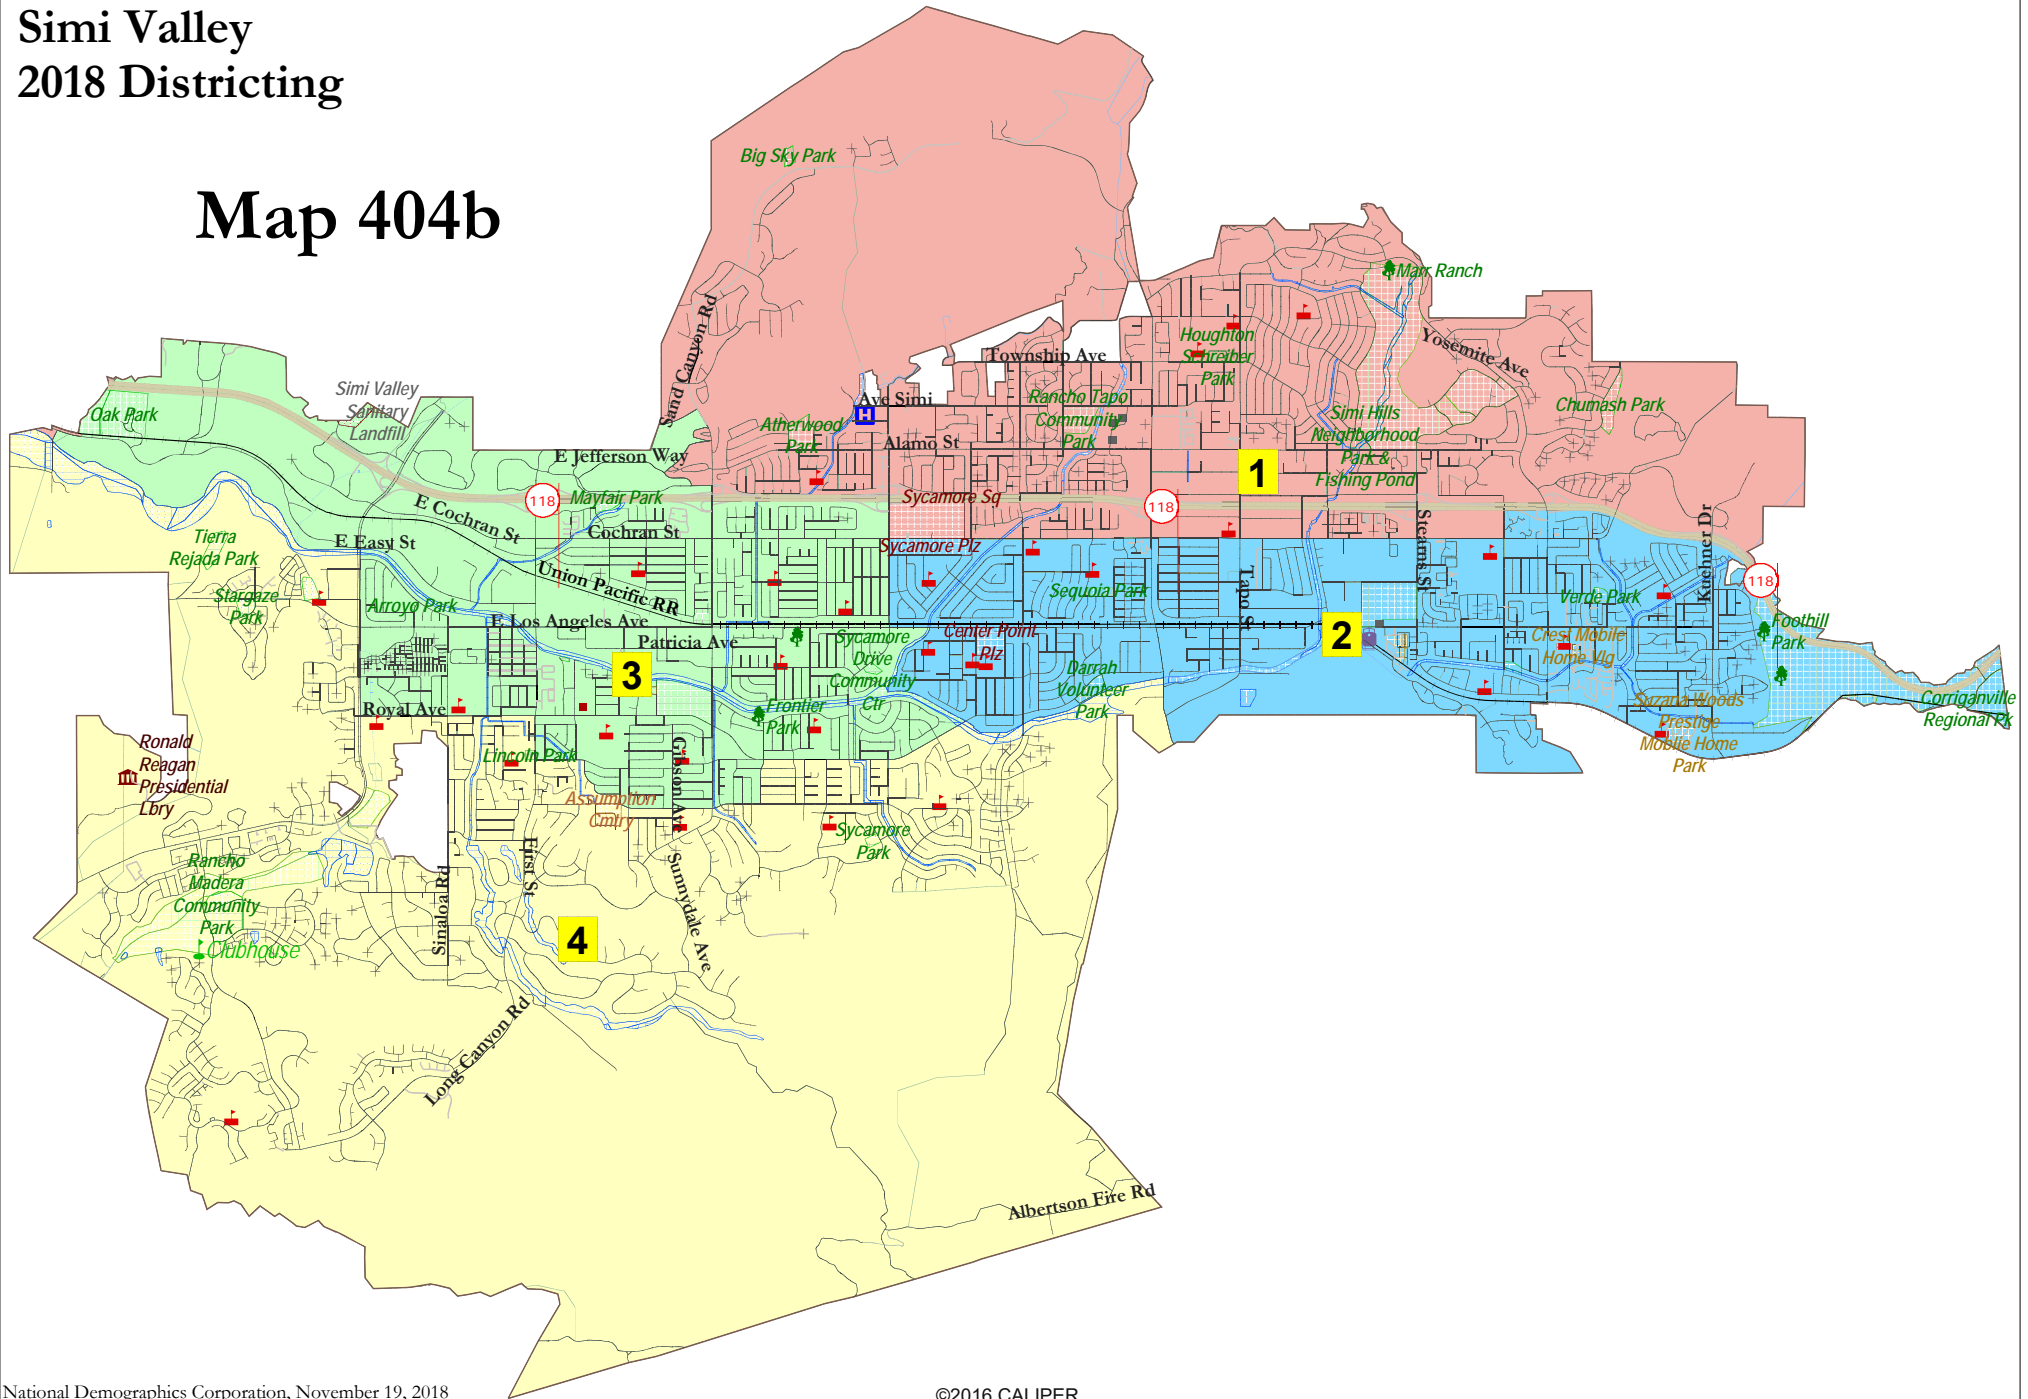 Simi Valley
2018 Districting
Map 404b
Big Sky Park
Marr Ranch
Sand Canyon Rd
Houghton
Schreiber
Park
Yosemite Ave
Township Ave
Simi Valley
Sanitary
Landfill
Oak Park
Ave Simi
Rancho Tapo
Community
Park
Chumash Park
Atherwood
Park
H
Alamo St
Simi Hills
Neighborhood
Park &
Fishing Pond
E Jefferson Way
1
118
Mayfair Park
Sycamore Sq
118
E Cochran St
Cochran St
Stearns St
Kuehner Dr
Tierra
Rejada Park
E Easy St
Sycamore Plz
Union Pacific RR
Tapo St
118
Stargaze
Park
Arroyo Park
Sequoia Park
Verde Park
E Los Angeles Ave
Patricia Ave
Sycamore
Drive
Community
Ctr
Center Point
Plz
2
Crest Mobile
Home Vlg
Foothill
Park
3
Darrah
Volunteer
Park
Royal Ave
Frontier
Park
Suzana Woods
Prestige
Mobile Home
Park
Corriganville
Regional Pk
Ronald
Reagan
Presidential
Lbry
Lincoln Park
Gibson Ave
Assumption
Cmtry
Sycamore
Park
Rancho
Madera
Community
Park
Clubhouse
Sinaloa Rd
First St
Sunnydale Ave
4
Long Canyon Rd
Albertson Fire Rd
National Demographics Corporation, November 19, 2018
©2016 CALIPER